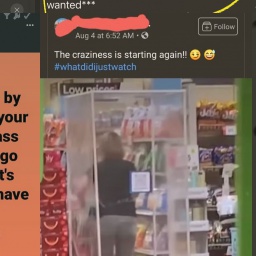 wanted***
Follow
Aug 4 at 6:52 AM •
The craziness is starting again!! 😏 😅
#whatdidijustwatch
Low prices
by
your
ass
go
t's
have